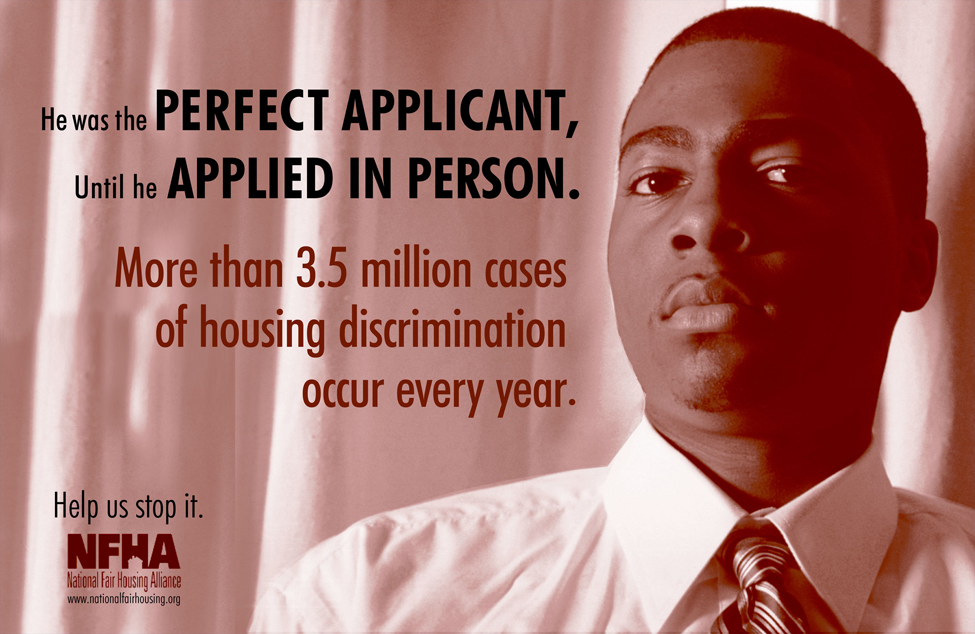 He was the PERFECT APPLICANT,
Until he APPLIED IN PERSON.
More than 3.5 million cases
of housing discrimination
occur every year.
Help us stop it.
NFHA
National Fair Housing Alliance
www.nationalfairhousing.org